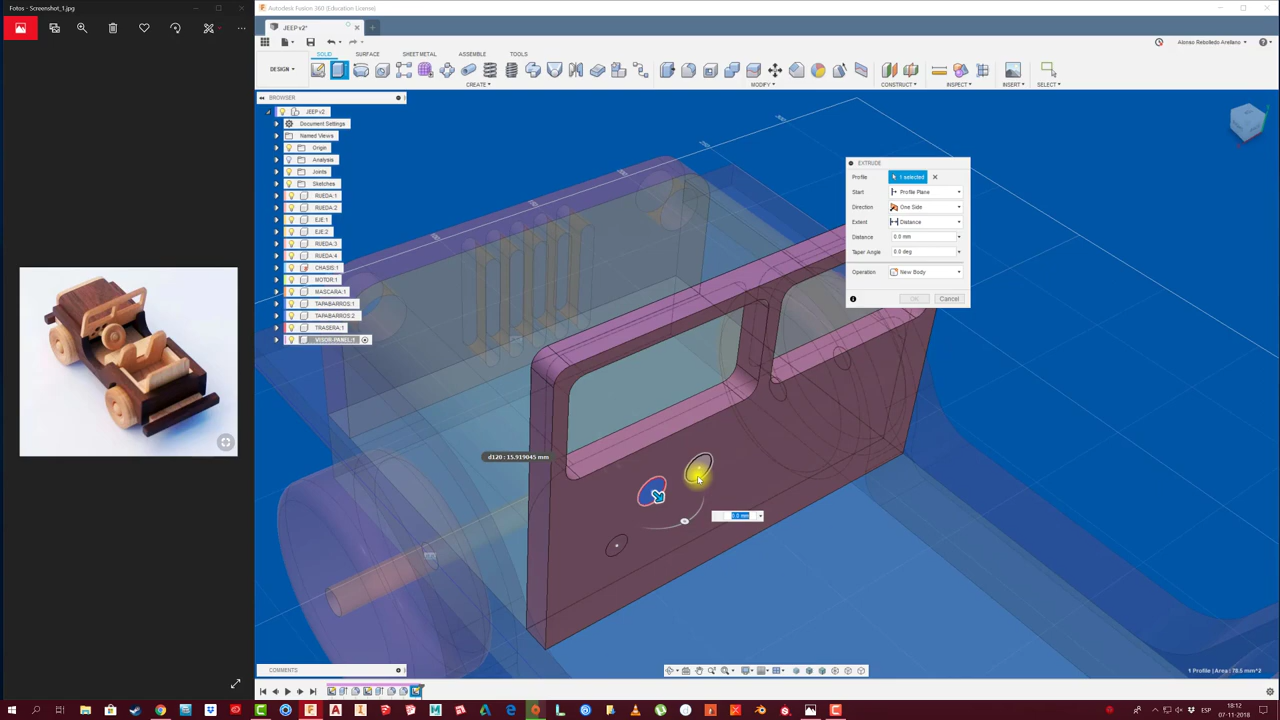 Fotos - Screenshot_1.jpg
Autodesk Fusion 360 (Education License)
JEEP v2*
Alonso Rebolledo Arellano
DESIGN
SOLID
SURFACE
SHEET METAL
ASSEMBLE
TOOLS
CREATE
MODIFY
CONSTRUCT
INSPECT
INSERT
SELECT
BROWSER
JEEP v2
Document Settings
Named Views
Origin
Analysis
Joints
Sketches
RUEDA:1
RUEDA:2
EJE:1
EJE:2
RUEDA:3
RUEDA:4
CHASIS:1
MOTOR:1
MASCARA:1
TAPABARROS:1
TAPABARROS:2
TRASERA:1
VISOR-PANEL:1
EXTRUDE
Profile 1 selected
Start Profile Plane
Direction One Side
Extent Distance
Distance 0.0 mm
Taper Angle 0.0 deg
Operation New Body
OK Cancel
d120 : 15.919045 mm
0.0 mm
COMMENTS
1 Profile | Area : 78.5 mm^2
ESP
18:12
07-11-2018